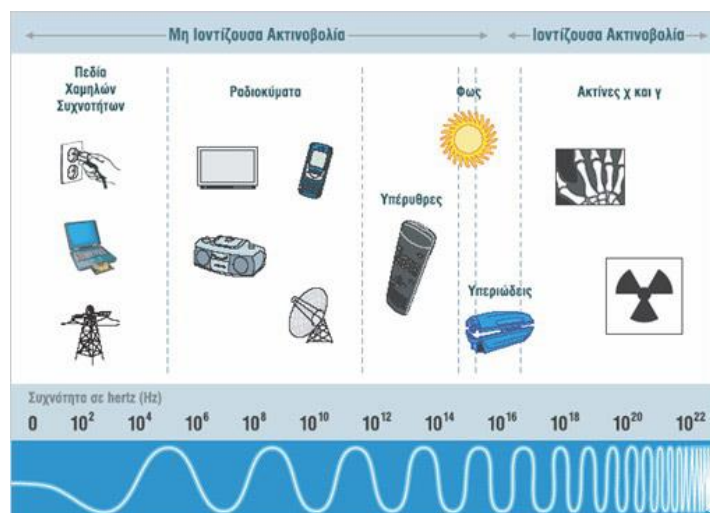 Μη Ιοντίζουσα Ακτινοβολία
Ιοντίζουσα Ακτινοβολία
Πεδία
Χαμηλών
Συχνοτήτων
Ραδιοκύματα
Φως
Ακτίνες χ και γ
Υπέρυθρες
Υπεριώδεις
Συχνότητα σε hertz (Hz)
0 10² 10⁴ 10⁶ 10⁸ 10¹⁰ 10¹² 10¹⁴ 10¹⁶ 10¹⁸ 10²⁰ 10²²